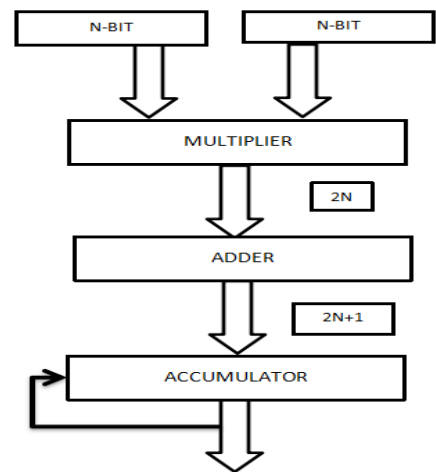 N-BIT
N-BIT
MULTIPLIER
2N
ADDER
2N+1
ACCUMULATOR